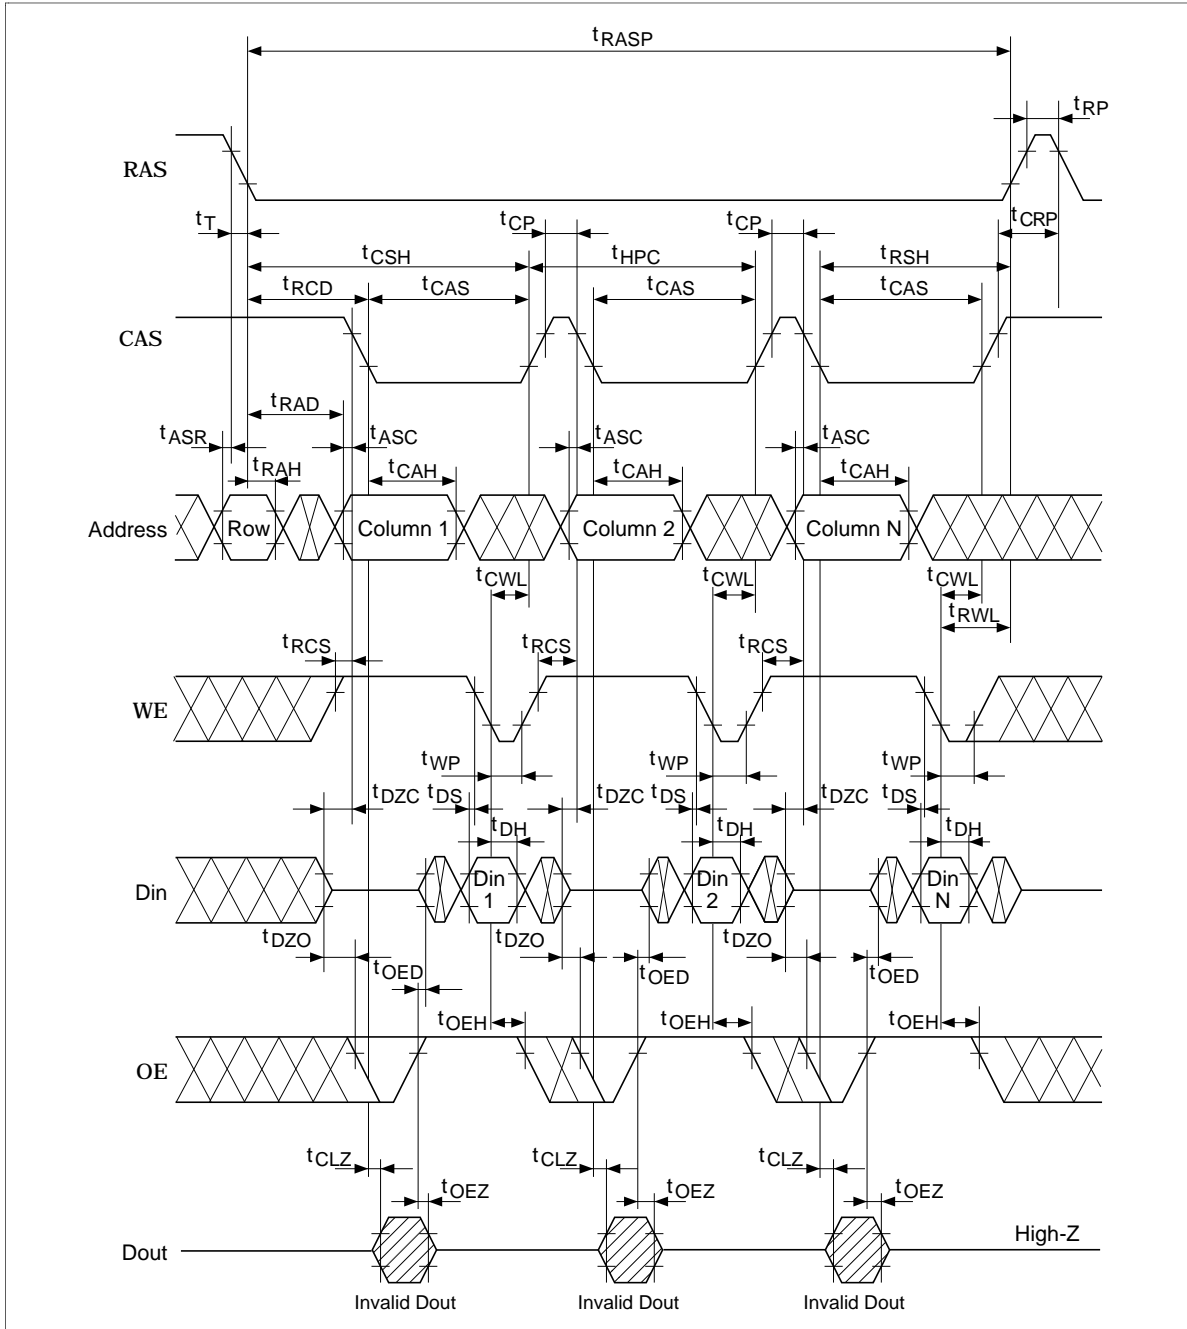 tRASP
tRP
RAS
tT
tCP
tCP
tCRP
tCSH
tHPC
tRSH
tRCD
tCAS
tCAS
tCAS
CAS
tRAD
tASR
tASC
tASC
tASC
tRAH
tCAH
tCAH
tCAH
Address
Row
Column 1
Column 2
Column N
tCWL
tCWL
tCWL
tRWL
tRCS
tRCS
tRCS
WE
tWP
tWP
tWP
tDZC
tDS
tDZC
tDS
tDZC
tDS
tDH
tDH
tDH
Din
Din 1
Din 2
Din N
tDZO
tDZO
tDZO
tOED
tOED
tOED
tOEH
tOEH
tOEH
OE
tCLZ
tCLZ
tCLZ
tOEZ
tOEZ
tOEZ
High-Z
Dout
Invalid Dout
Invalid Dout
Invalid Dout